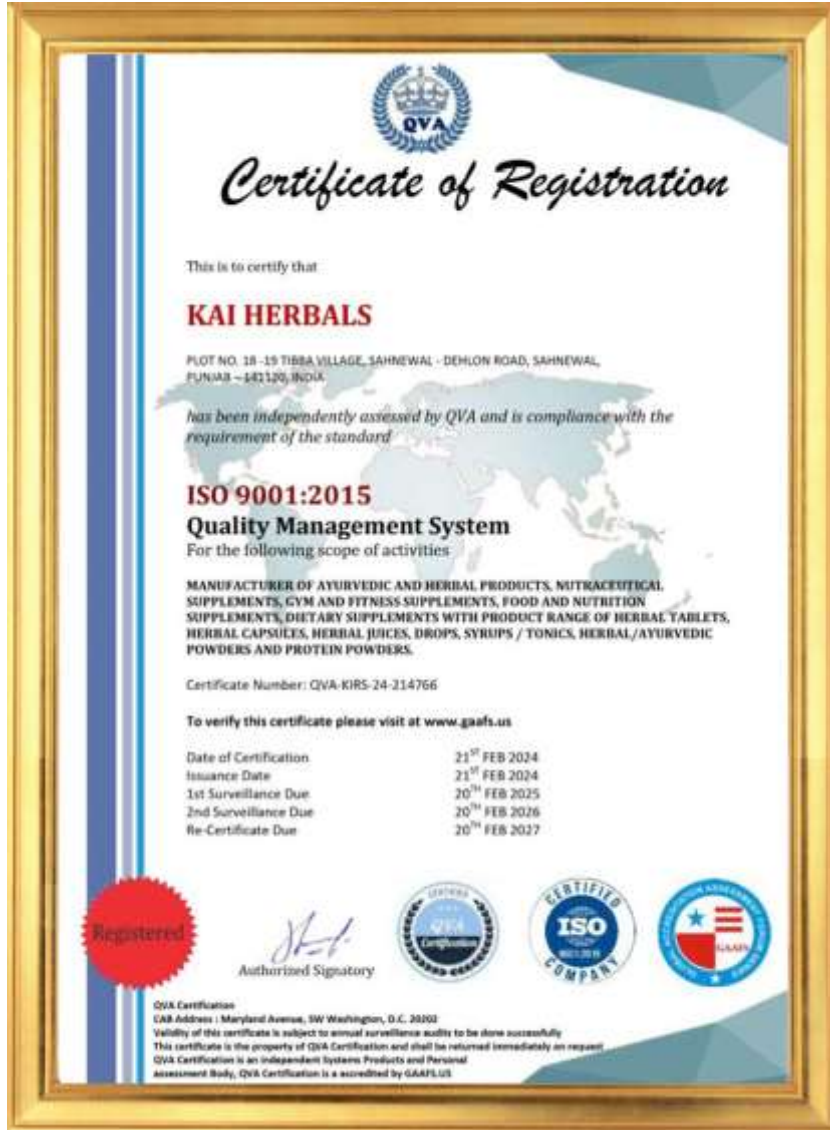 QVA
Certificate of Registration
This is to certify that
KAI HERBALS
PLOT NO. 18 -19 TIBBA VILLAGE, SAHNEWAL - DEHLON ROAD, SAHNEWAL,
PUNJAB – 141120, INDIA
has been independently assessed by QVA and is compliance with the
requirement of the standard
ISO 9001:2015
Quality Management System
For the following scope of activities
MANUFACTURER OF AYURVEDIC AND HERBAL PRODUCTS, NUTRACEUTICAL
SUPPLEMENTS, GYM AND FITNESS SUPPLEMENTS, FOOD AND NUTRITION
SUPPLEMENTS, DIETARY SUPPLEMENTS WITH PRODUCT RANGE OF HERBAL TABLETS,
HERBAL CAPSULES, HERBAL JUICES, DROPS, SYRUPS / TONICS, HERBAL/AYURVEDIC
POWDERS AND PROTEIN POWDERS.
Certificate Number: QVA-KIRS-24-214766
To verify this certificate please visit at www.gaafs.us
Date of Certification 21ST FEB 2024
Issuance Date 21ST FEB 2024
1st Surveillance Due 20TH FEB 2025
2nd Surveillance Due 20TH FEB 2026
Re-Certificate Due 20TH FEB 2027
Registered
Authorized Signatory
CERTIFIED
QVA
Certification
CERTIFIED
ISO
9001:2015
COMPANY
GAAFS
QVA Certification
CAB Address : Maryland Avenue, SW Washington, D.C. 20202
Validity of this certificate is subject to annual surveillance audits to be done successfully
This certificate is the property of QVA Certification and shall be returned immediately on request
QVA Certification is an independent Systems Products and Personal
assessment Body, QVA Certification is a accredited by GAAFS.US